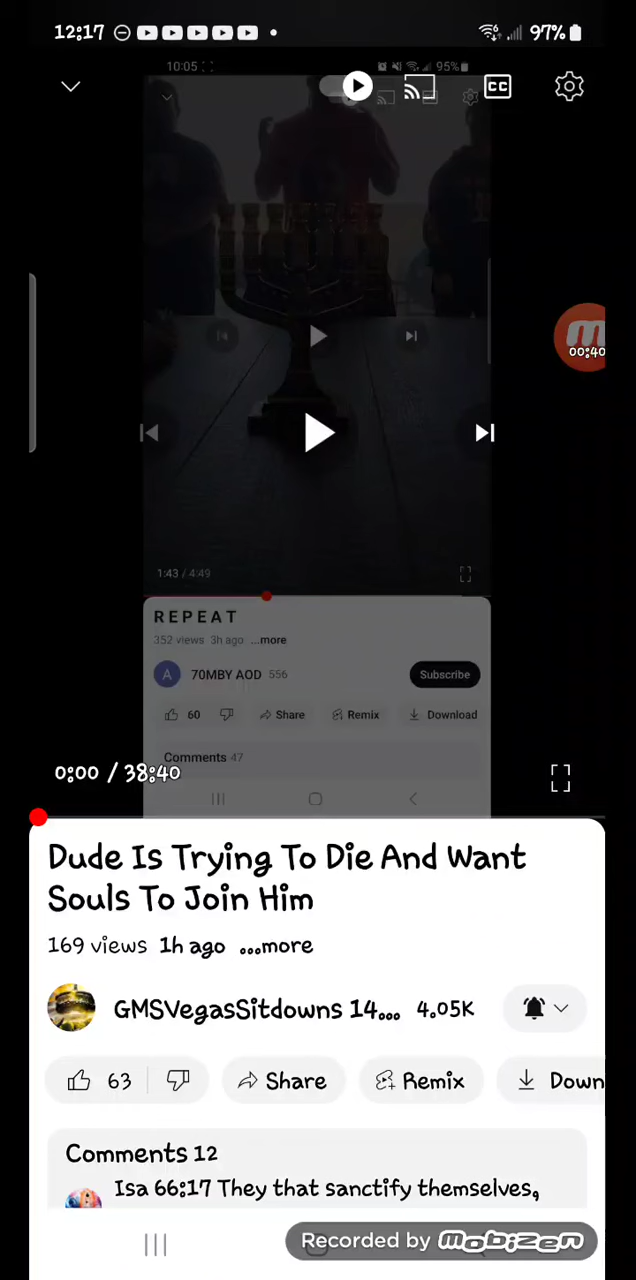 12:17
97%
10:05
95%
CC
00:40
1:43 / 4:49
REPEAT
352 views 3h ago ...more
A 70MBY AOD 556 Subscribe
60 Share Remix Download
Comments 47
0:00 / 38:40
Dude Is Trying To Die And Want
Souls To Join Him
169 views 1h ago ...more
GMSVegasSitdowns 14... 4.05K
63 Share Remix Down
Comments 12
Isa 66:17 They that sanctify themselves,
Recorded by mobizen